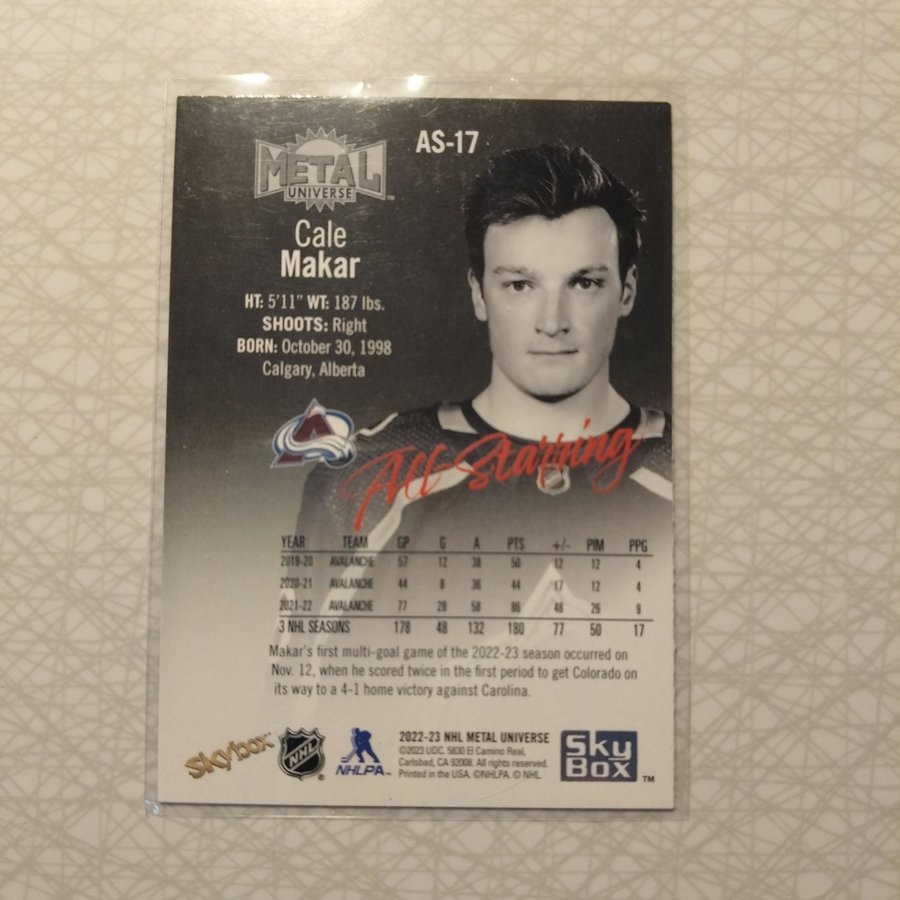 METAL
UNIVERSE
AS-17
Cale
Makar
HT: 5'11" WT: 187 lbs.
SHOOTS: Right
BORN: October 30, 1998
Calgary, Alberta
A
All-Starring
NHL
YEAR TEAM GP G A PTS +/- PIM PPG
2019-20 AVALANCHE 57 12 38 50 12 12 4
2020-21 AVALANCHE 44 8 36 44 17 12 4
2021-22 AVALANCHE 77 28 58 86 48 26 9
3 NHL SEASONS 178 48 132 180 77 50 17
Makar's first multi-goal game of the 2022-23 season occurred on
Nov. 12, when he scored twice in the first period to get Colorado on
its way to a 4-1 home victory against Carolina.
skybox
NHL
NHLPA
2022-23 NHL METAL UNIVERSE
©2023 UDC. 5830 El Camino Real,
Carlsbad, CA 92008. All rights reserved.
Printed in the USA. ©NHLPA. © NHL.
Sky
BOX ™